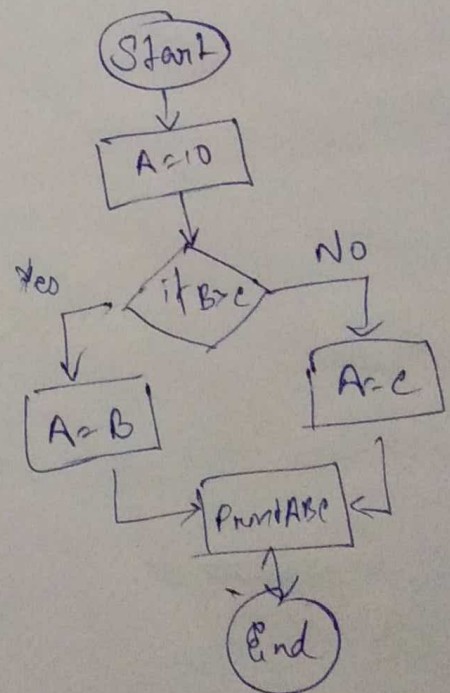 Start
A=10
Yes
if B>C
No
A=B
A=C
Print ABC
End